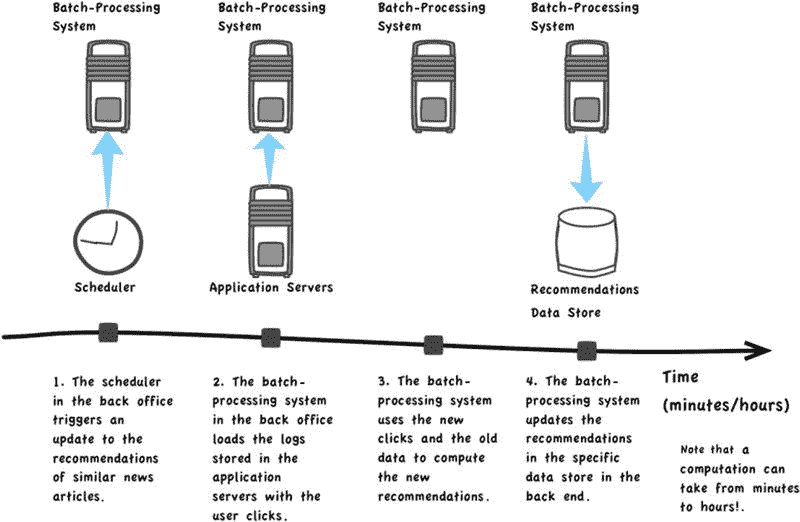 Batch-Processing
System
Batch-Processing
System
Batch-Processing
System
Batch-Processing
System
Scheduler
Application Servers
Recommendations
Data Store
1. The scheduler
in the back office
triggers an
update to the
recommendations
of similar news
articles.
2. The batch-
processing system
in the back office
loads the logs
stored in the
application
servers with the
user clicks.
3. The batch-
processing system
uses the new
clicks and the old
data to compute
the new
recommendations.
4. The batch-
processing system
updates the
recommendations
in the specific
data store in the
back end.
Time
(minutes/hours)
Note that a
computation can
take from minutes
to hours!.